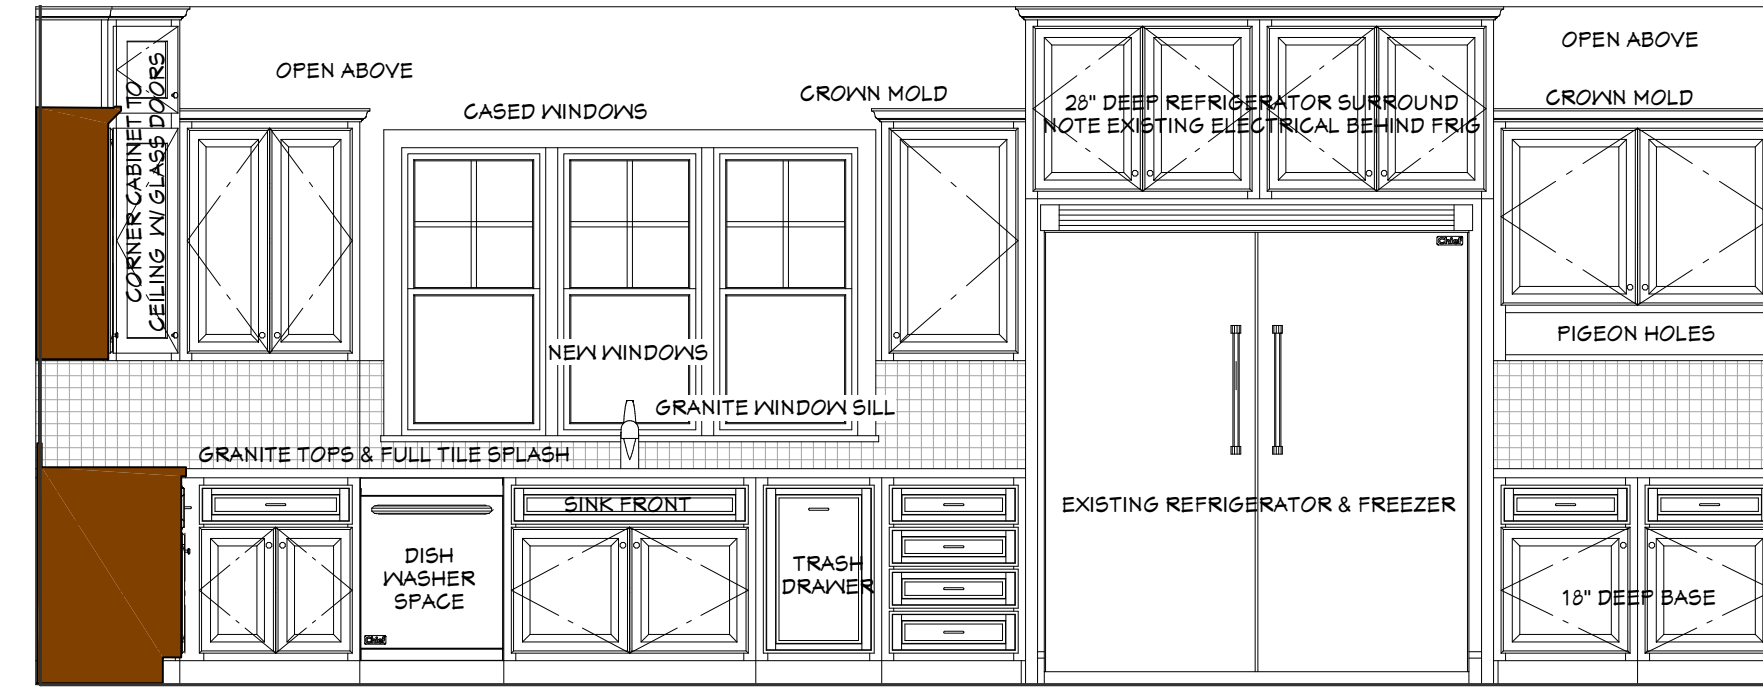 OPEN ABOVE
OPEN ABOVE
CROWN MOLD
CROWN MOLD
CASED WINDOWS
28" DEEP REFRIGERATOR SURROUND
NOTE EXISTING ELECTRICAL BEHIND FRIG
CORNER CABINET TO
CEILING W/ GLASS DOORS
Chief
PIGEON HOLES
NEW WINDOWS
GRANITE WINDOW SILL
GRANITE TOPS & FULL TILE SPLASH
SINK FRONT
EXISTING REFRIGERATOR & FREEZER
DISH
WASHER
SPACE
TRASH
DRAWER
18" DEEP BASE
Chief